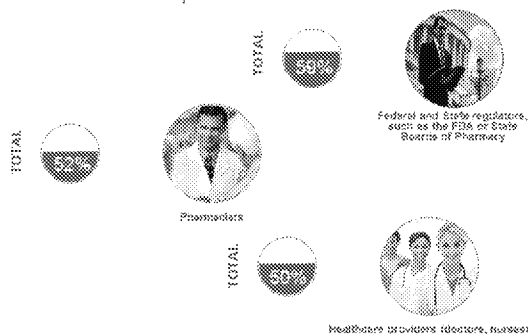 TOTAL
59%
Federal and State regulators,
such as the FDA or State
Boards of Pharmacy
TOTAL
52%
Pharmacists
TOTAL
50%
Healthcare providers (doctors, nurses)